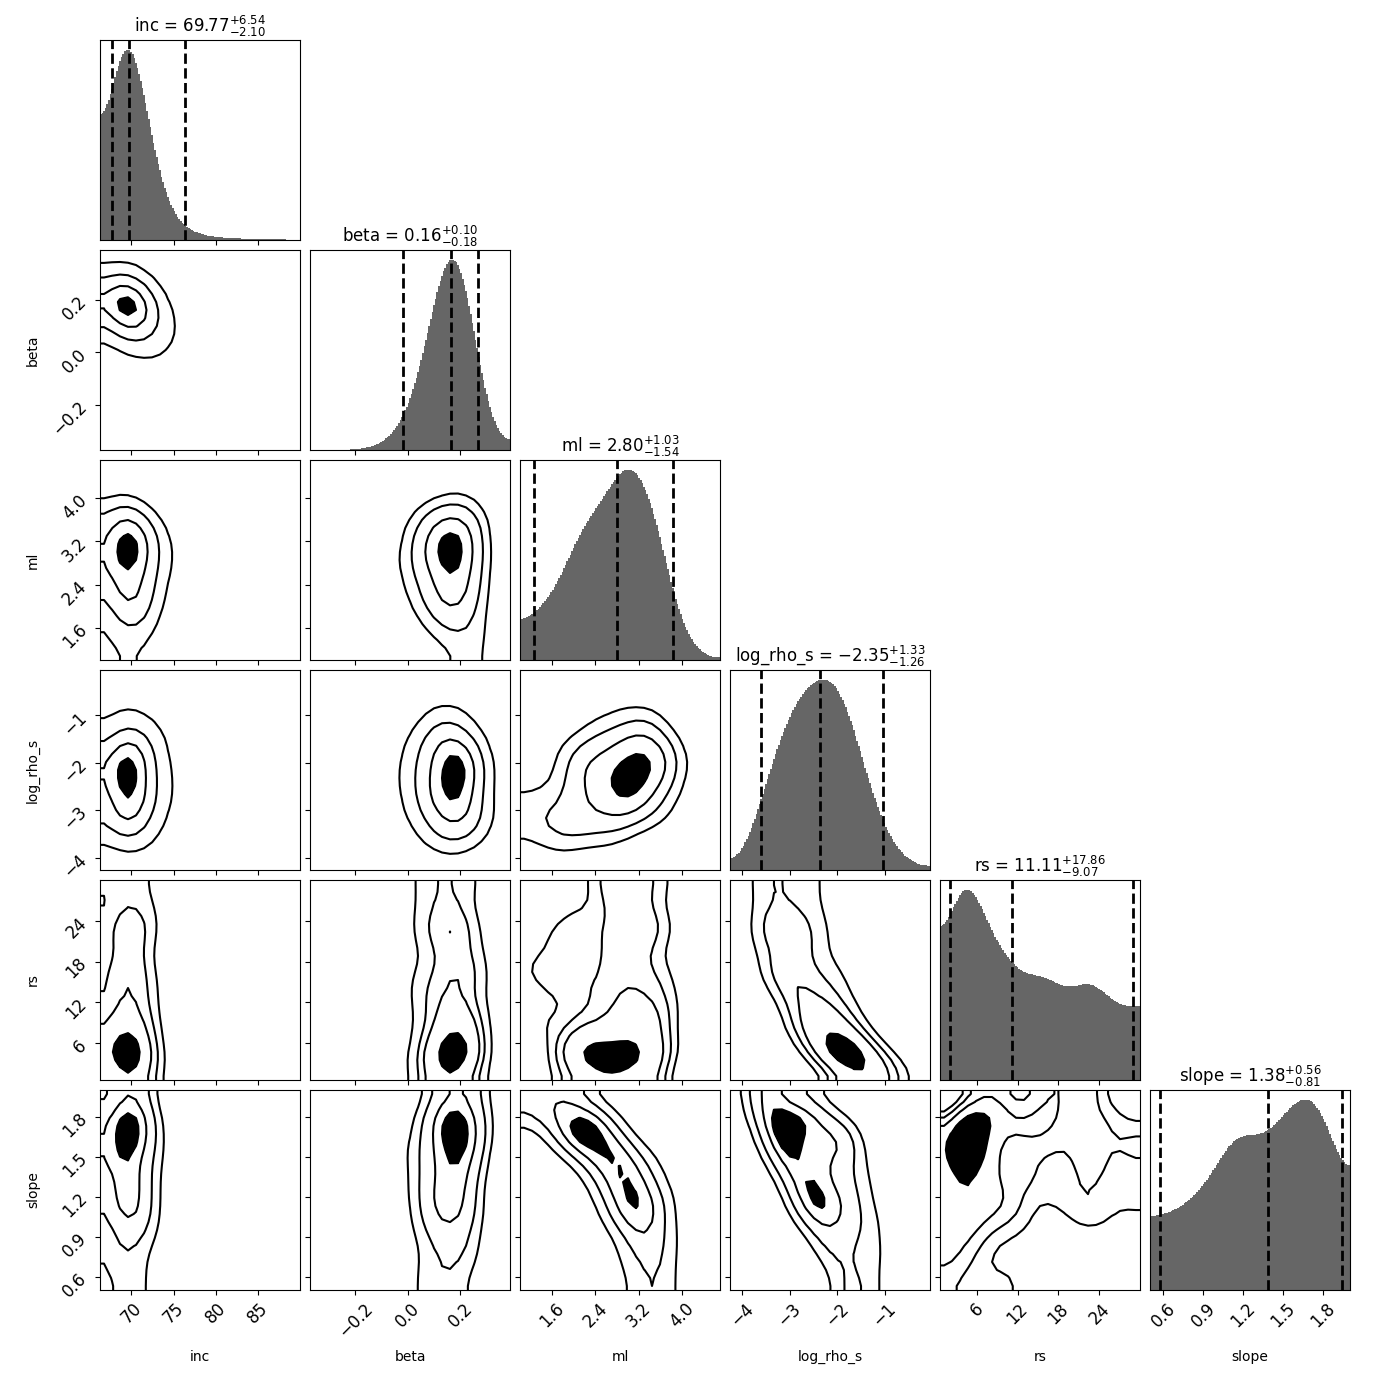 inc = 69.77 +6.54 −2.10
beta = 0.16 +0.10 −0.18
0.2
0.0
−0.2
beta
ml = 2.80 +1.03 −1.54
4.0
3.2
2.4
1.6
ml
log_rho_s = −2.35 +1.33 −1.26
−1
−2
−3
−4
log_rho_s
rs = 11.11 +17.86 −9.07
24
18
12
6
rs
slope = 1.38 +0.56 −0.81
1.8
1.5
1.2
0.9
0.6
slope
70 75 80 85
−0.2 0.0 0.2
1.6 2.4 3.2 4.0
−4 −3 −2 −1
6 12 18 24
0.6 0.9 1.2 1.5 1.8
inc beta ml log_rho_s rs slope